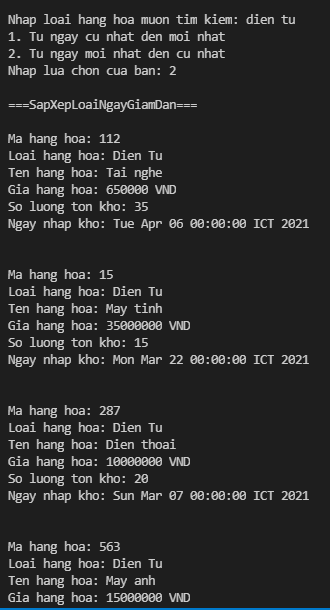 Nhap loai hang hoa muon tim kiem: dien tu
1. Tu ngay cu nhat den moi nhat
2. Tu ngay moi nhat den cu nhat
Nhap lua chon cua ban: 2
===SapXepLoaiNgayGiamDan===
Ma hang hoa: 112
Loai hang hoa: Dien Tu
Ten hang hoa: Tai nghe
Gia hang hoa: 650000 VND
So luong ton kho: 35
Ngay nhap kho: Tue Apr 06 00:00:00 ICT 2021
Ma hang hoa: 15
Loai hang hoa: Dien Tu
Ten hang hoa: May tinh
Gia hang hoa: 35000000 VND
So luong ton kho: 15
Ngay nhap kho: Mon Mar 22 00:00:00 ICT 2021
Ma hang hoa: 287
Loai hang hoa: Dien Tu
Ten hang hoa: Dien thoai
Gia hang hoa: 10000000 VND
So luong ton kho: 20
Ngay nhap kho: Sun Mar 07 00:00:00 ICT 2021
Ma hang hoa: 563
Loai hang hoa: Dien Tu
Ten hang hoa: May anh
Gia hang hoa: 15000000 VND